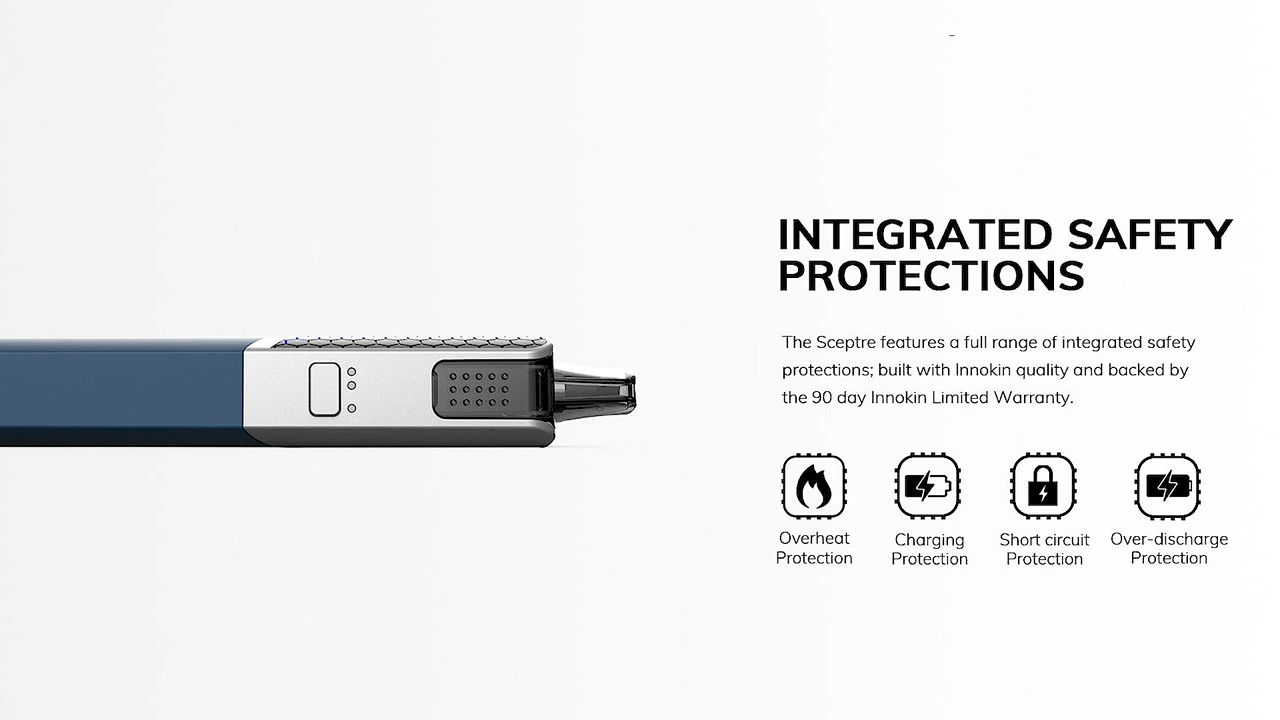 INTEGRATED SAFETY
PROTECTIONS
The Sceptre features a full range of integrated safety
protections; built with Innokin quality and backed by
the 90 day Innokin Limited Warranty.
Overheat
Protection
Charging
Protection
Short circuit
Protection
Over-discharge
Protection